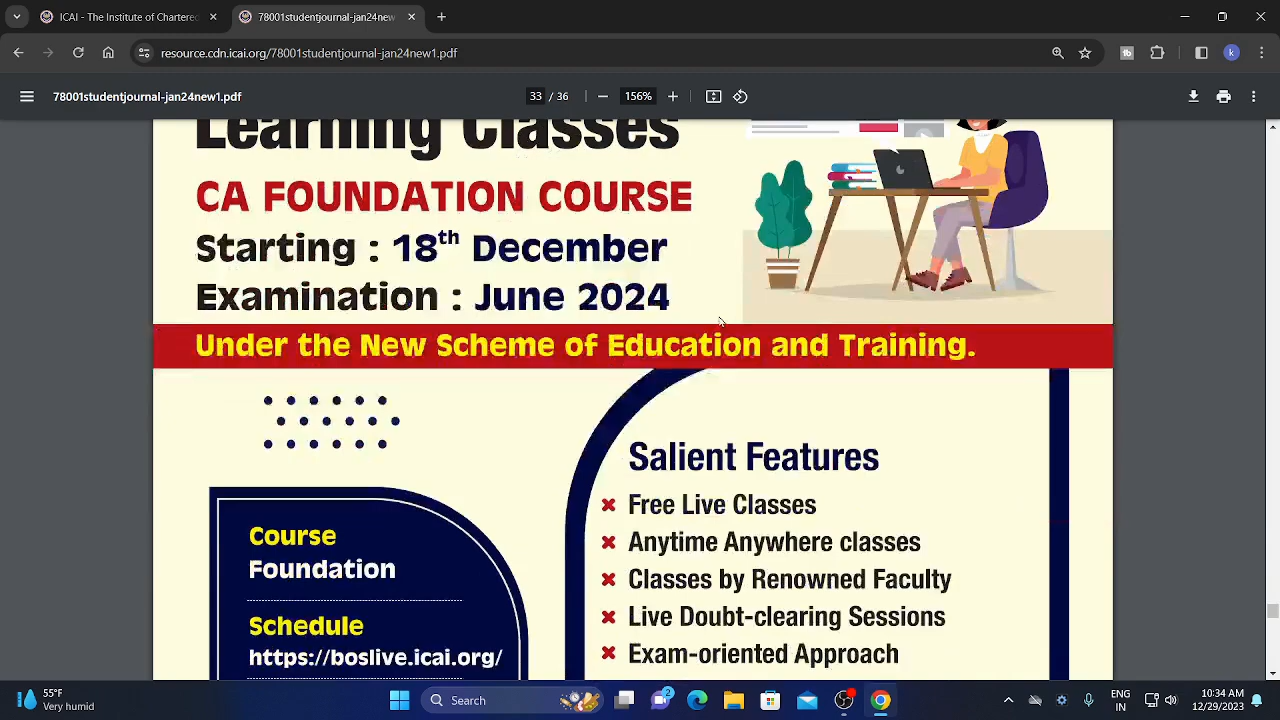 ICAI - The Institute of Chartere
78001studentjournal-jan24new1
resource.cdn.icai.org/78001studentjournal-jan24new1.pdf
k
78001studentjournal-jan24new1.pdf
33 / 36
156%
Learning Classes
CA FOUNDATION COURSE
Starting : 18th December
Examination : June 2024
Under the New Scheme of Education and Training.
Course
Foundation
Schedule
https://boslive.icai.org/
Salient Features
Free Live Classes
Anytime Anywhere classes
Classes by Renowned Faculty
Live Doubt-clearing Sessions
Exam-oriented Approach
55°F
Very humid
Search
2
ENG
IN
10:34 AM
12/29/2023